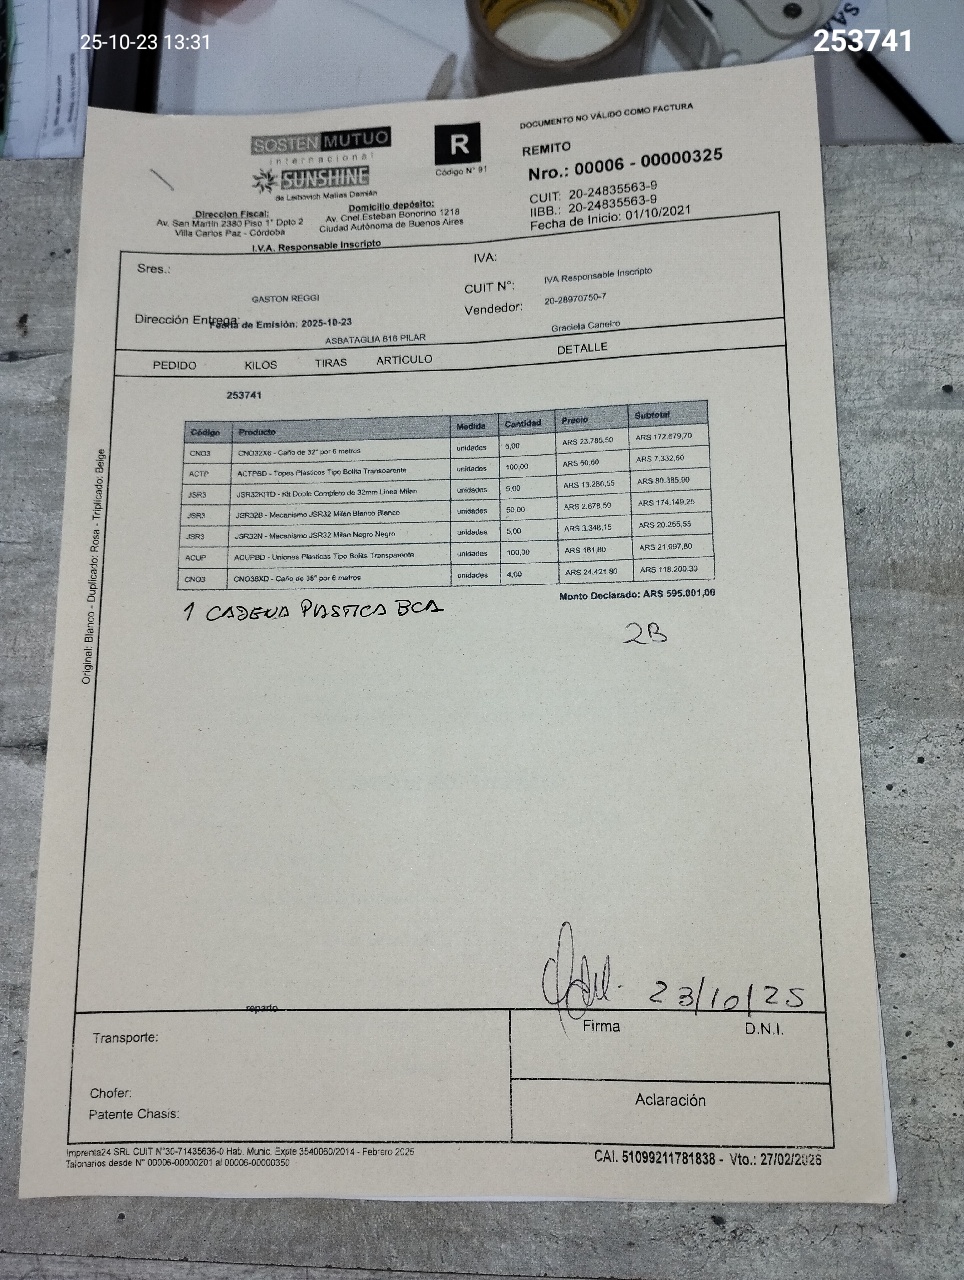 25-10-23 13:31
253741
DOCUMENTO NO VÁLIDO COMO FACTURA
SOSTEN MUTUO
internacional
SUNSHINE
de Leibovich Matias Damián
R
Código N° 91
REMITO
Nro.: 00006 - 00000325
CUIT: 20-24835563-9
IIBB.: 20-24835563-9
Fecha de Inicio: 01/10/2021
Direccion Fiscal:
Av. San Martin 2380 Piso 1° Dpto 2
Villa Carlos Paz - Córdoba
Domicilio depósito:
Av. Cnel.Esteban Bonorino 1218
Ciudad Autónoma de Buenos Aires
I.V.A. Responsable Inscripto
Sres.:
GASTON REGGI
IVA:
IVA Responsable Inscripto
CUIT N°:
20-28970750-7
Vendedor:
Graciela Caneiro
Dirección Entrega:
Fecha de Emisión: 2025-10-23
ASBATAGLIA 618 PILAR
PEDIDO KILOS TIRAS ARTICULO DETALLE
253741
Código Producto Medida Cantidad Precio Subtotal
CNO3 CNO32X6 - Caño de 32" por 6 metros unidades 5,00 ARS 23.785,50 ARS 172.679,70
ACTP ACTPBD - Topes Plasticos Tipo Bolita Transparente unidades 100,00 ARS 60,60 ARS 7.332,60
JSR3 JSR32KITD - Kit Doble Completo de 32mm Linea Milan unidades 5,00 ARS 13.286,55 ARS 80.385,90
JSR3 JSR32B - Mecanismo JSR32 Milan Blanco Blanco unidades 50,00 ARS 2.678,50 ARS 174.149,25
JSR3 JSR32N - Mecanismo JSR32 Milan Negro Negro unidades 5,00 ARS 3.348,15 ARS 20.255,55
ACUP ACUPBD - Uniones Plasticas Tipo Bolita Transparente unidades 100,00 ARS 181,80 ARS 21.997,80
CNO3 CNO38XD - Caño de 38" por 6 metros unidades 4,00 ARS 24.421,80 ARS 118.200,33
Monto Declarado: ARS 595.001,00
1 CADENA PLASTICA BCA
2B
Original: Blanco - Duplicado: Rosa - Triplicado: Beige
23/10/25
Firma
D.N.I.
Aclaración
Transporte:
Chofer:
Patente Chasis:
Imprenta24 SRL CUIT N°30-71435636-0 Hab. Munic. Expte 3540060/2014 - Febrero 2025
Talonarios desde N° 00006-00000201 al 00006-00000350
CAI. 51099211781838 - Vto.: 27/02/2026